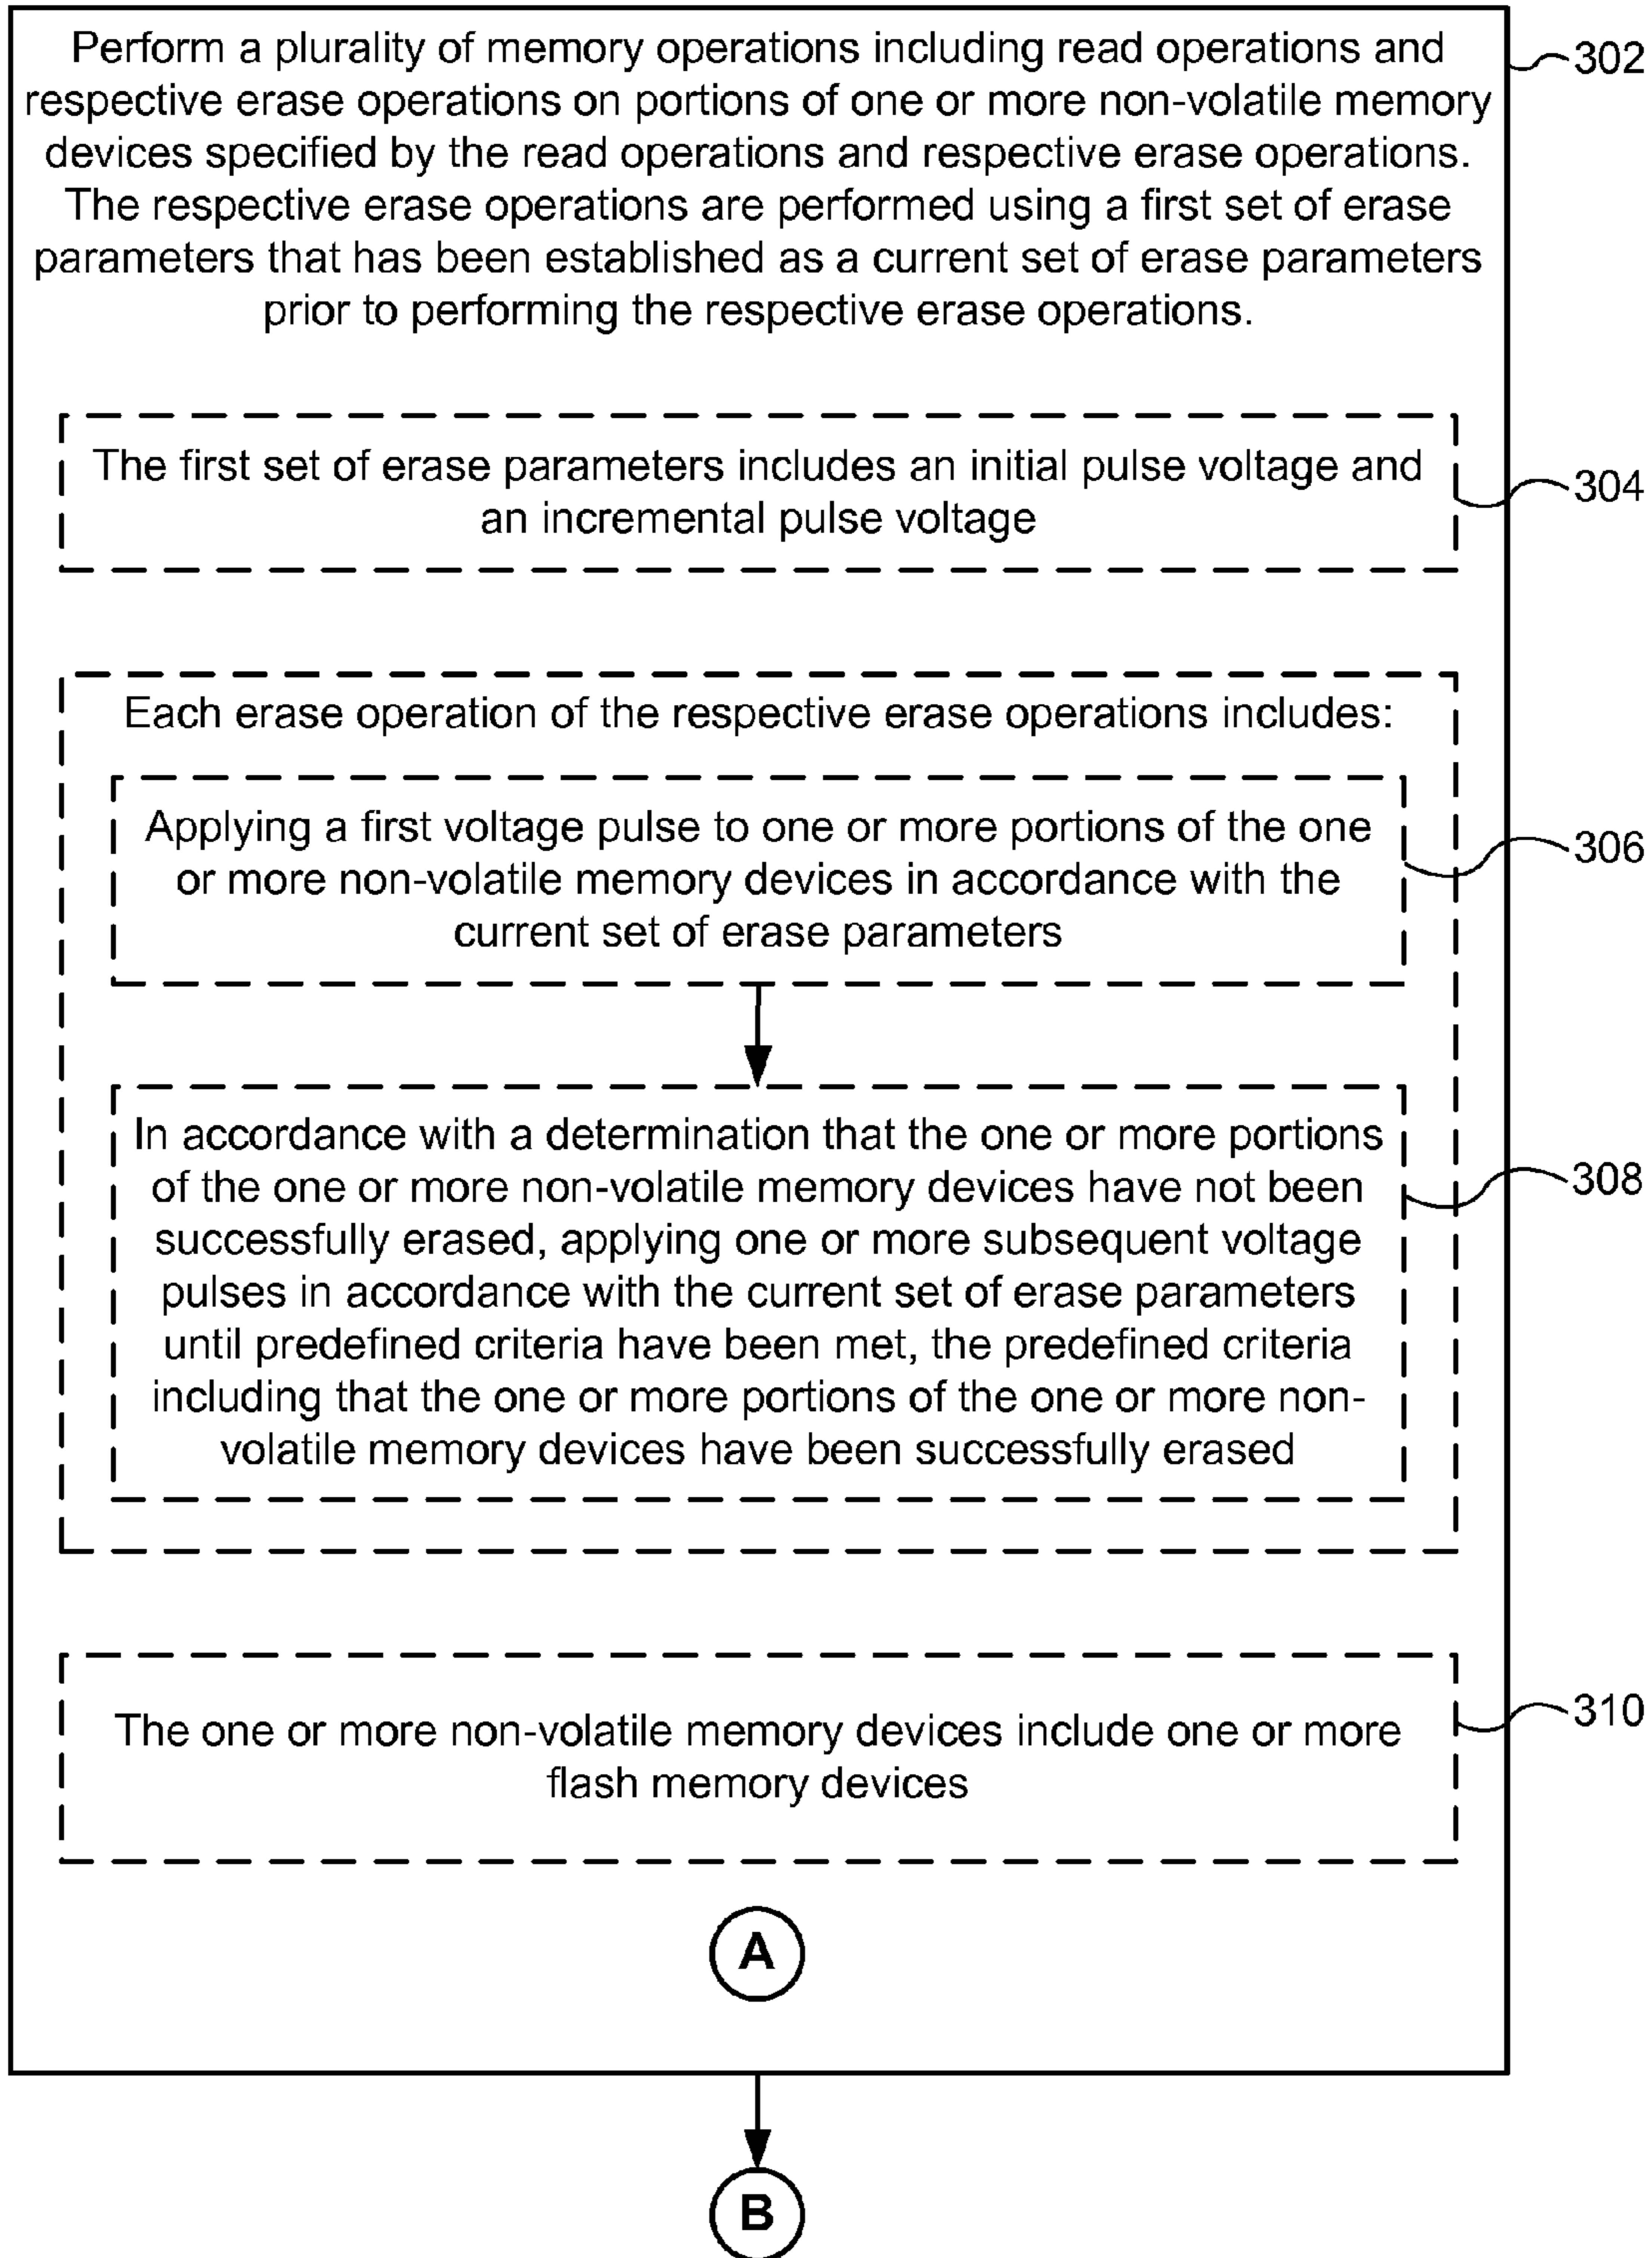 Perform a plurality of memory operations including read operations and
respective erase operations on portions of one or more non-volatile memory
devices specified by the read operations and respective erase operations.
The respective erase operations are performed using a first set of erase
parameters that has been established as a current set of erase parameters
prior to performing the respective erase operations.
302
The first set of erase parameters includes an initial pulse voltage and
an incremental pulse voltage
304
Each erase operation of the respective erase operations includes:
Applying a first voltage pulse to one or more portions of the one
or more non-volatile memory devices in accordance with the
current set of erase parameters
306
In accordance with a determination that the one or more portions
of the one or more non-volatile memory devices have not been
successfully erased, applying one or more subsequent voltage
pulses in accordance with the current set of erase parameters
until predefined criteria have been met, the predefined criteria
including that the one or more portions of the one or more non-
volatile memory devices have been successfully erased
308
The one or more non-volatile memory devices include one or more
flash memory devices
310
A
B